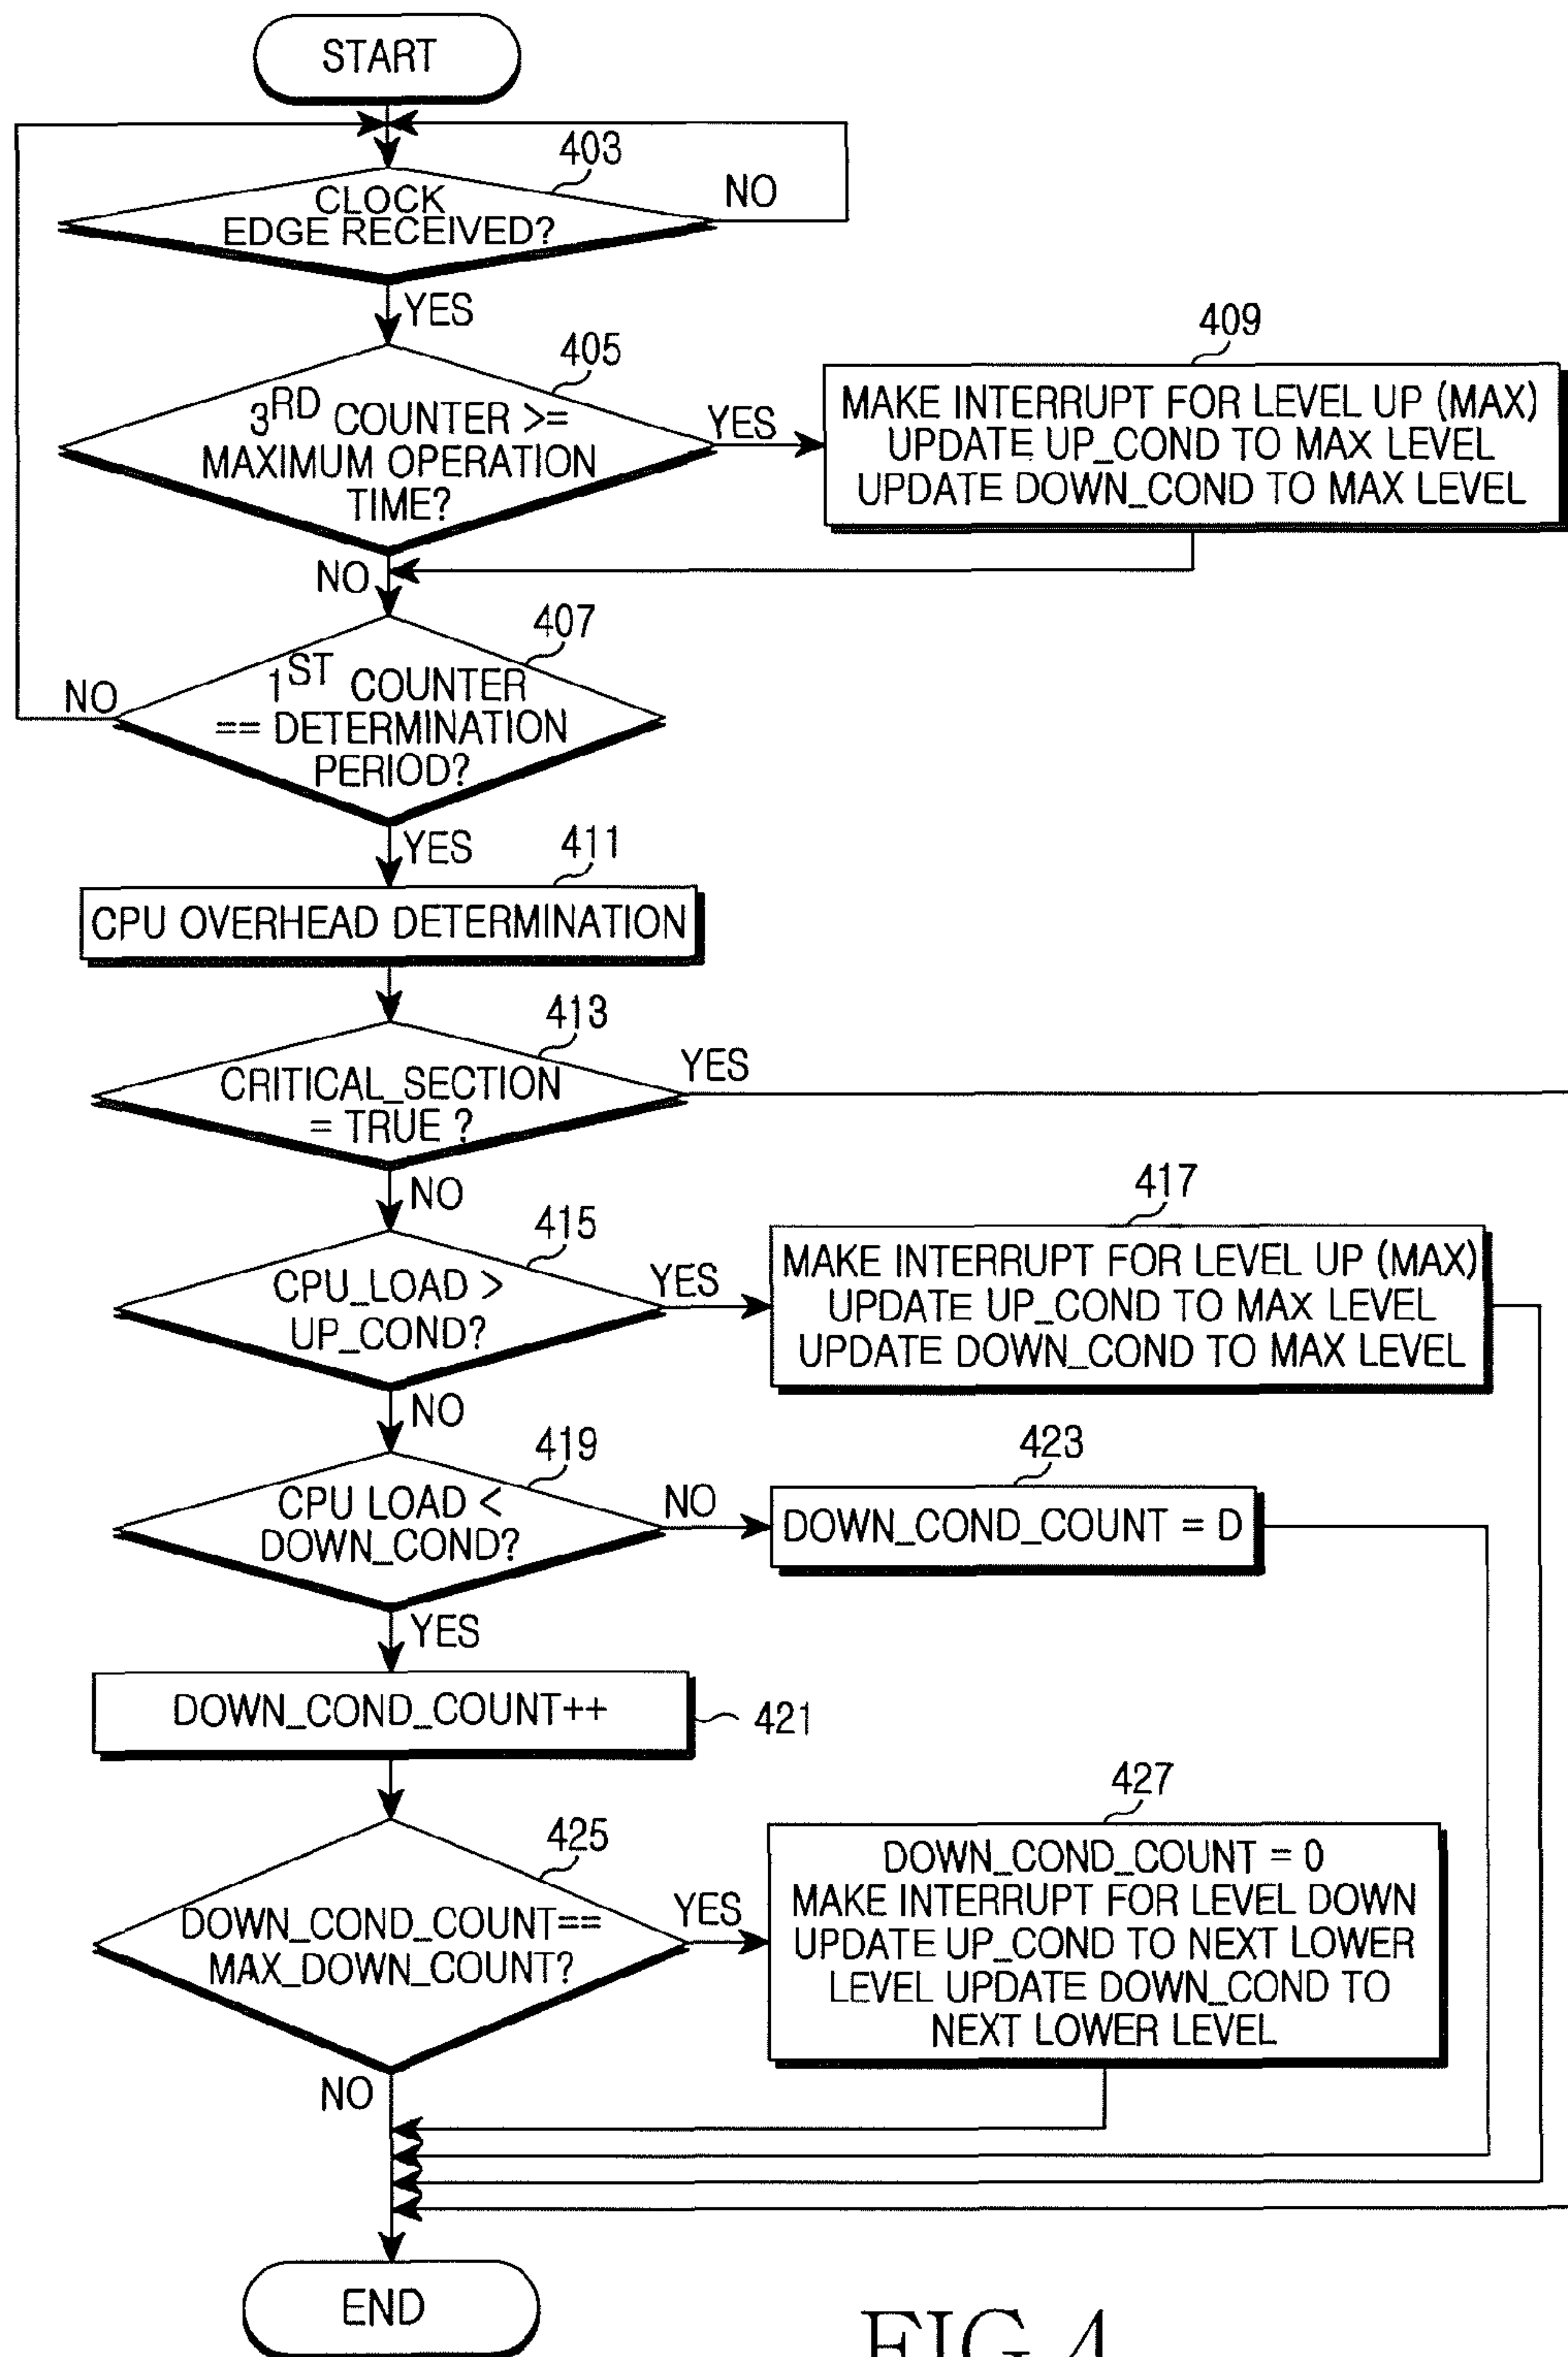 START
403
CLOCK
EDGE RECEIVED?
NO
YES
405
3RD COUNTER >=
MAXIMUM OPERATION
TIME?
YES
409
MAKE INTERRUPT FOR LEVEL UP (MAX)
UPDATE UP_COND TO MAX LEVEL
UPDATE DOWN_COND TO MAX LEVEL
NO
407
1ST COUNTER
== DETERMINATION
PERIOD?
NO
YES
411
CPU OVERHEAD DETERMINATION
413
CRITICAL_SECTION
= TRUE ?
YES
NO
415
CPU_LOAD >
UP_COND?
YES
417
MAKE INTERRUPT FOR LEVEL UP (MAX)
UPDATE UP_COND TO MAX LEVEL
UPDATE DOWN_COND TO MAX LEVEL
NO
419
CPU LOAD <
DOWN_COND?
NO
423
DOWN_COND_COUNT = D
YES
DOWN_COND_COUNT++
421
425
DOWN_COND_COUNT==
MAX_DOWN_COUNT?
YES
427
DOWN_COND_COUNT = 0
MAKE INTERRUPT FOR LEVEL DOWN
UPDATE UP_COND TO NEXT LOWER
LEVEL UPDATE DOWN_COND TO
NEXT LOWER LEVEL
NO
END
FIG.4